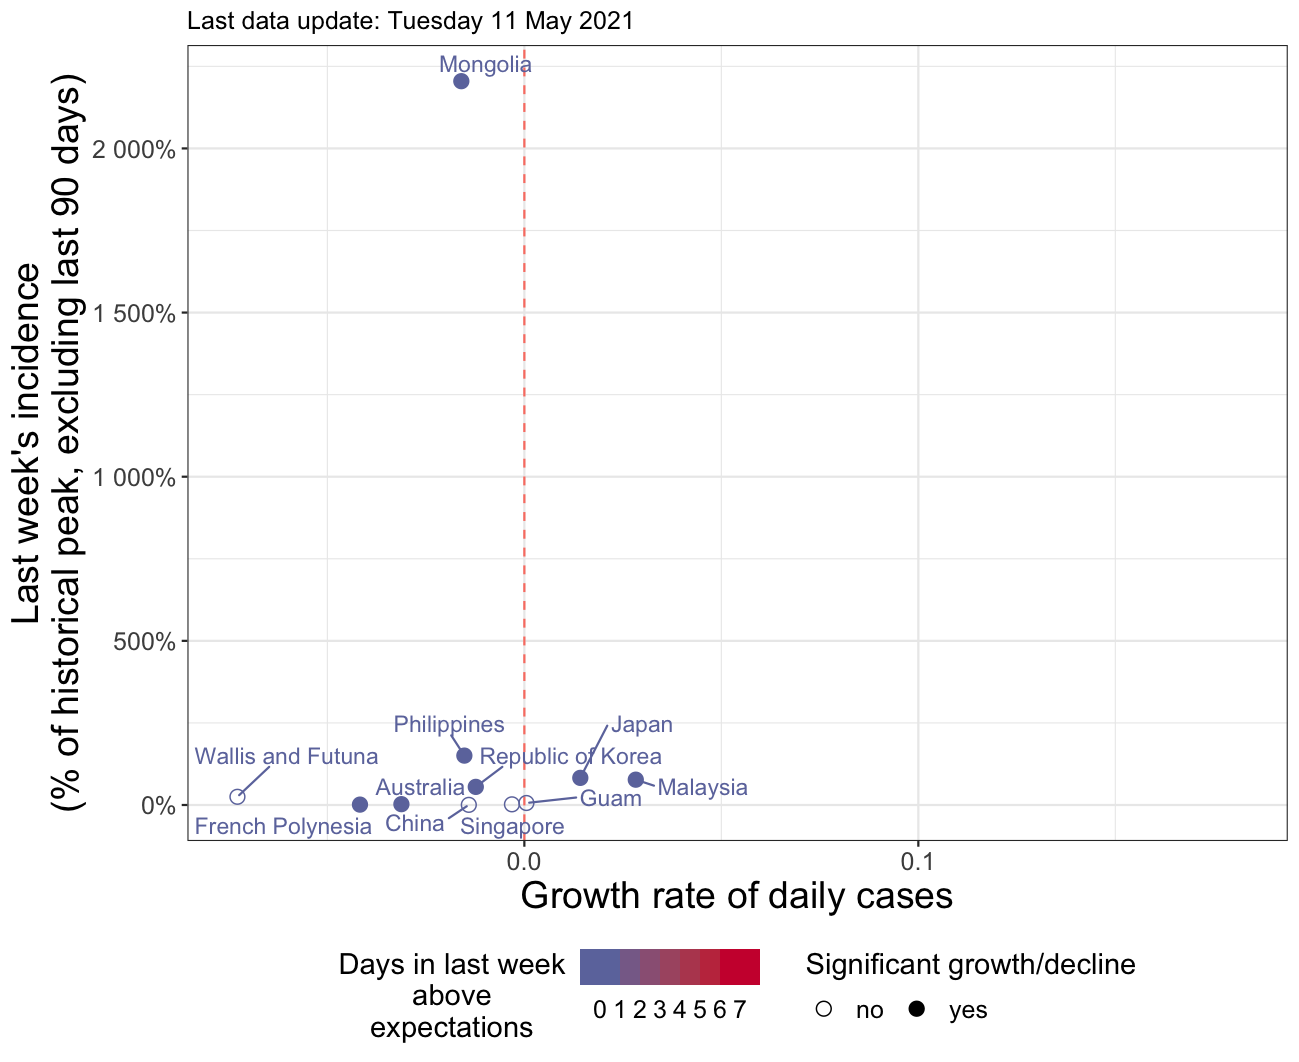 Last data update: Tuesday 11 May 2021
Last week's incidence
(% of historical peak, excluding last 90 days)
2 000%
1 500%
1 000%
500%
0%
Mongolia
Philippines
Japan
Wallis and Futuna
Republic of Korea
Australia
Malaysia
Guam
French Polynesia
China
Singapore
0.0
0.1
Growth rate of daily cases
Days in last week
above
expectations
0 1 2 3 4 5 6 7
Significant growth/decline
no
yes